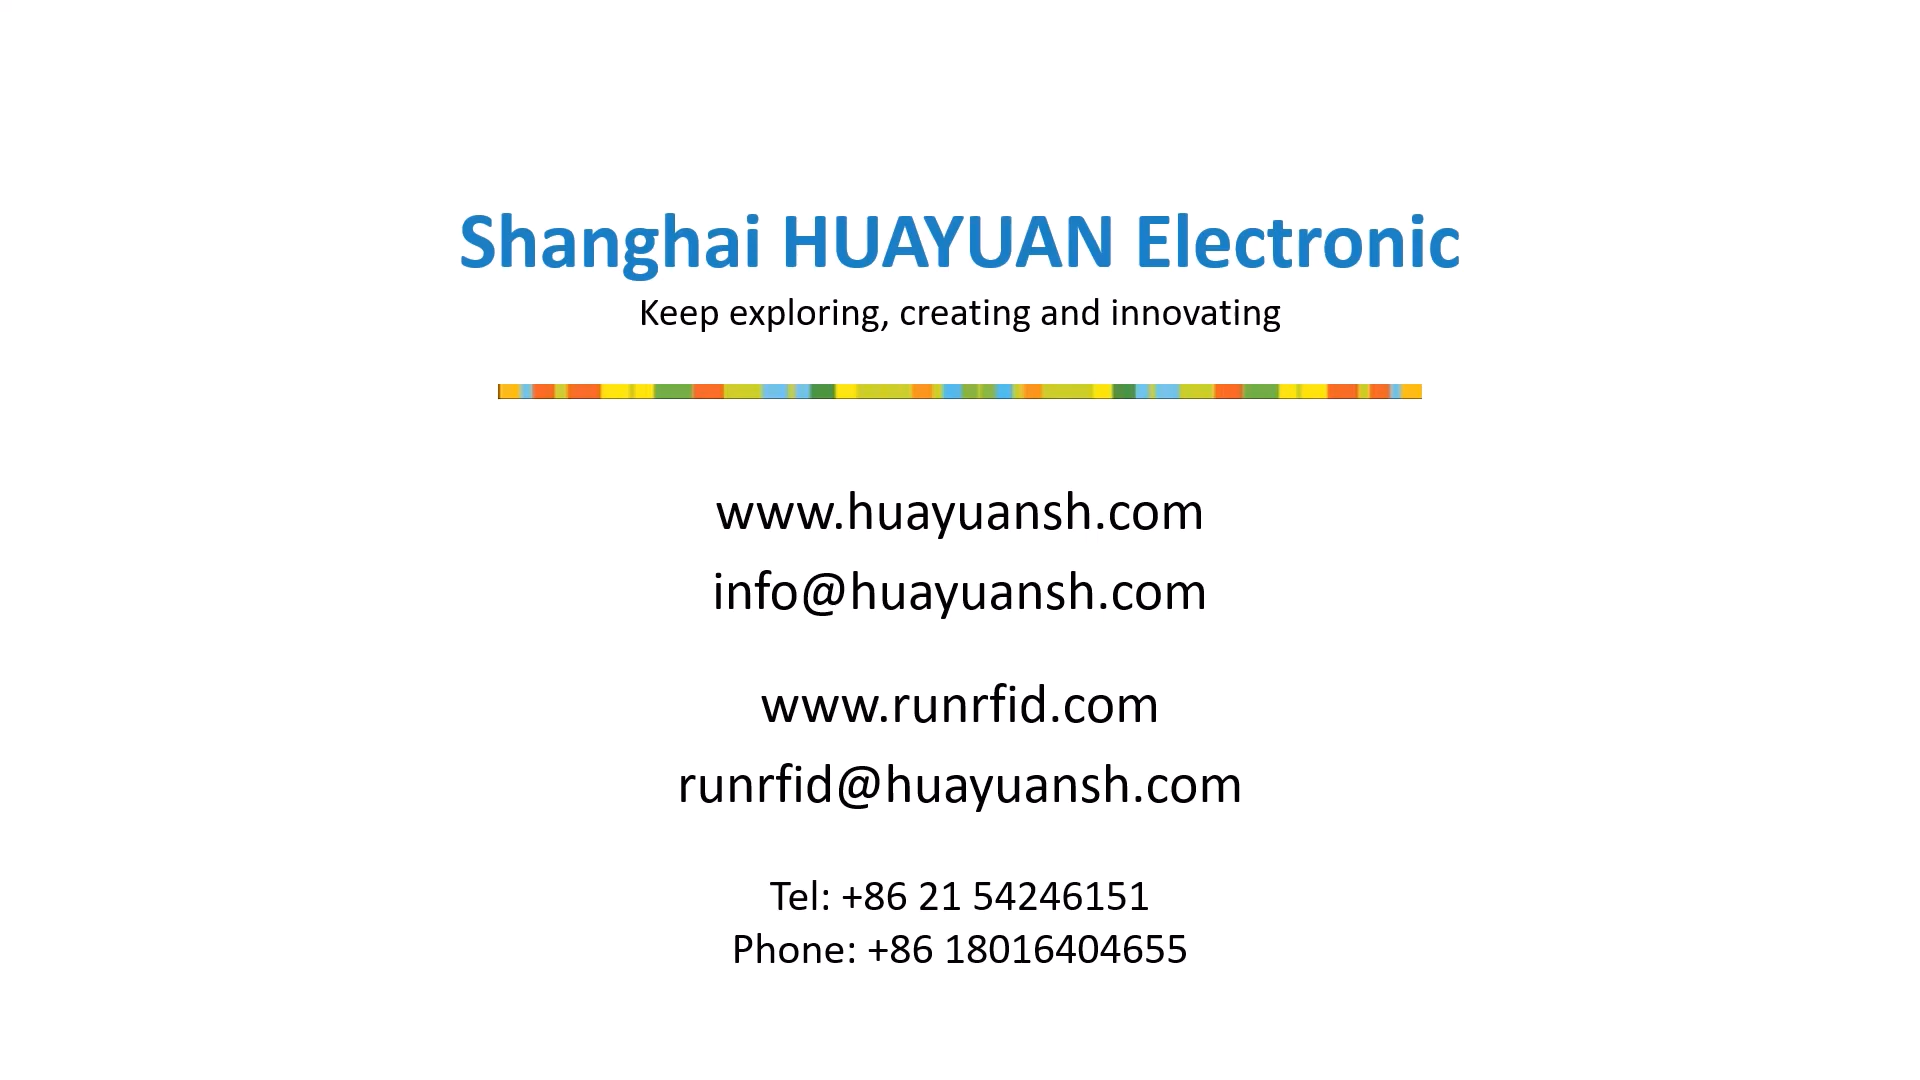 Shanghai HUAYUAN Electronic
Keep exploring, creating and innovating
www.huayuansh.com
info@huayuansh.com
www.runrfid.com
runrfid@huayuansh.com
Tel: +86 21 54246151
Phone: +86 18016404655